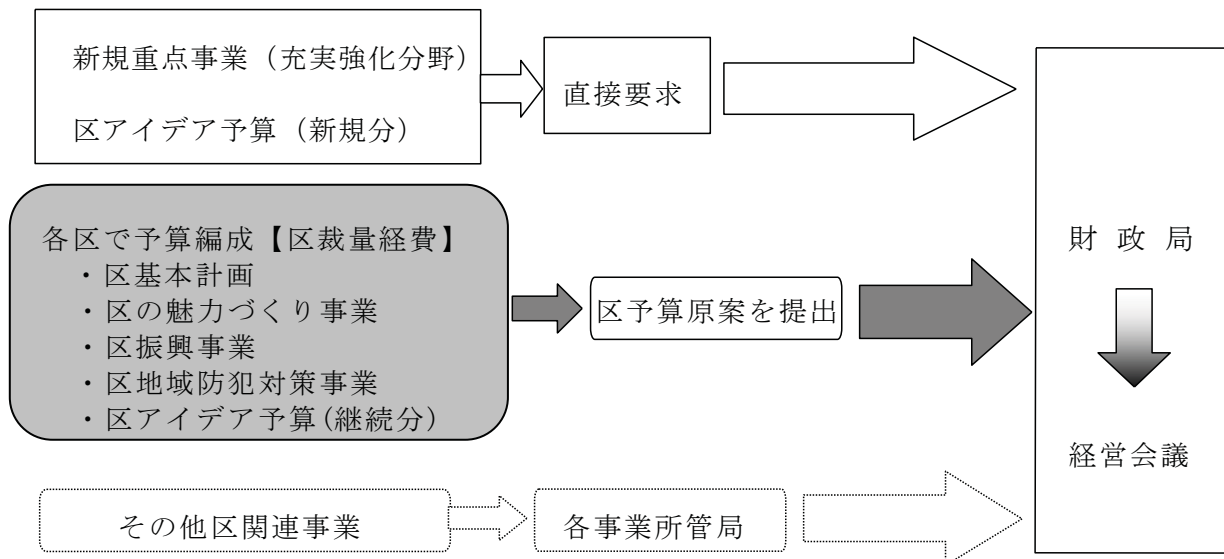 新規重点事業（充実強化分野）
区アイデア予算（新規分）
直接要求
各区で予算編成【区裁量経費】
・区基本計画
・区の魅力づくり事業
・区振興事業
・区地域防犯対策事業
・区アイデア予算(継続分)
区予算原案を提出
その他区関連事業
各事業所管局
財政局
経営会議